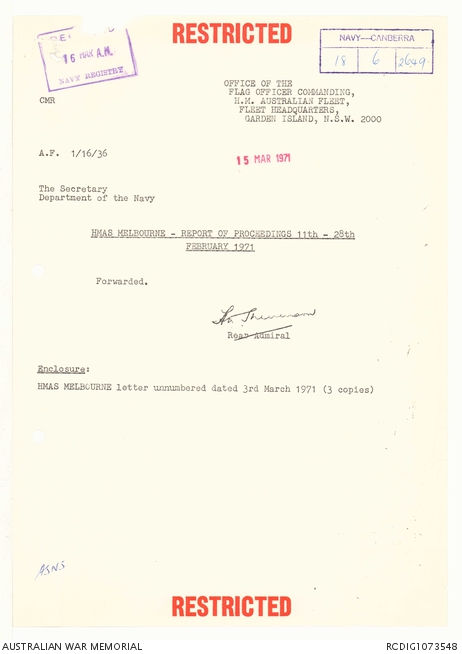 RESTRICTED
16 MAR A.M.
NAVY REGISTRY
NAVY—CANBERRA
18 6 2649
OFFICE OF THE
FLAG OFFICER COMMANDING,
H.M. AUSTRALIAN FLEET,
FLEET HEADQUARTERS,
GARDEN ISLAND, N.S.W. 2000
CMR
A.F. 1/16/36
15 MAR 1971
The Secretary
Department of the Navy
HMAS MELBOURNE - REPORT OF PROCEEDINGS 11th - 28th
FEBRUARY 1971
Forwarded.
Rear Admiral
Enclosure:
HMAS MELBOURNE letter unnumbered dated 3rd March 1971 (3 copies)
RESTRICTED
AUSTRALIAN WAR MEMORIAL
RCDIG1073548